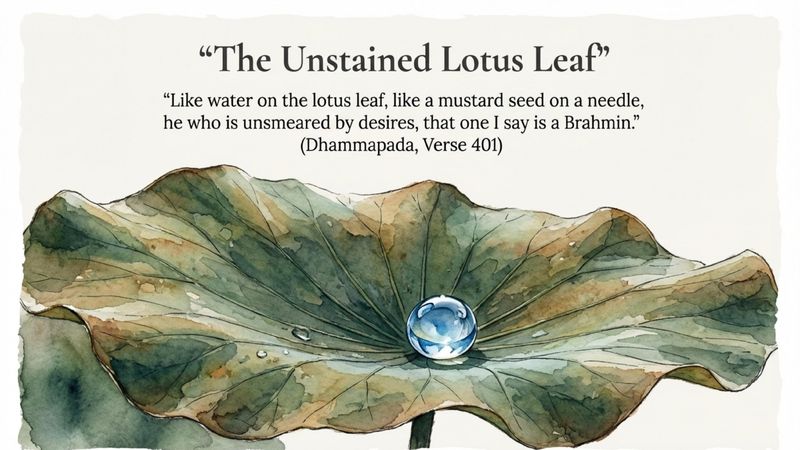 “The Unstained Lotus Leaf”
“Like water on the lotus leaf, like a mustard seed on a needle,
he who is unsmeared by desires, that one I say is a Brahmin.”
(Dhammapada, Verse 401)